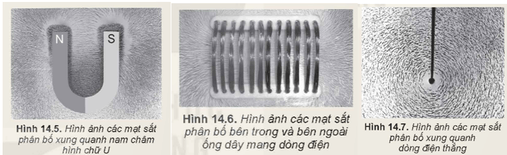 N S
Hình 14.5. Hình ảnh các mạt sắt
phân bố xung quanh nam châm
hình chữ U
Hình 14.6. Hình ảnh các mạt sắt
phân bố bên trong và bên ngoài
ống dây mang dòng điện
Hình 14.7. Hình ảnh các mạt sắt
phân bố xung quanh
dòng điện thẳng